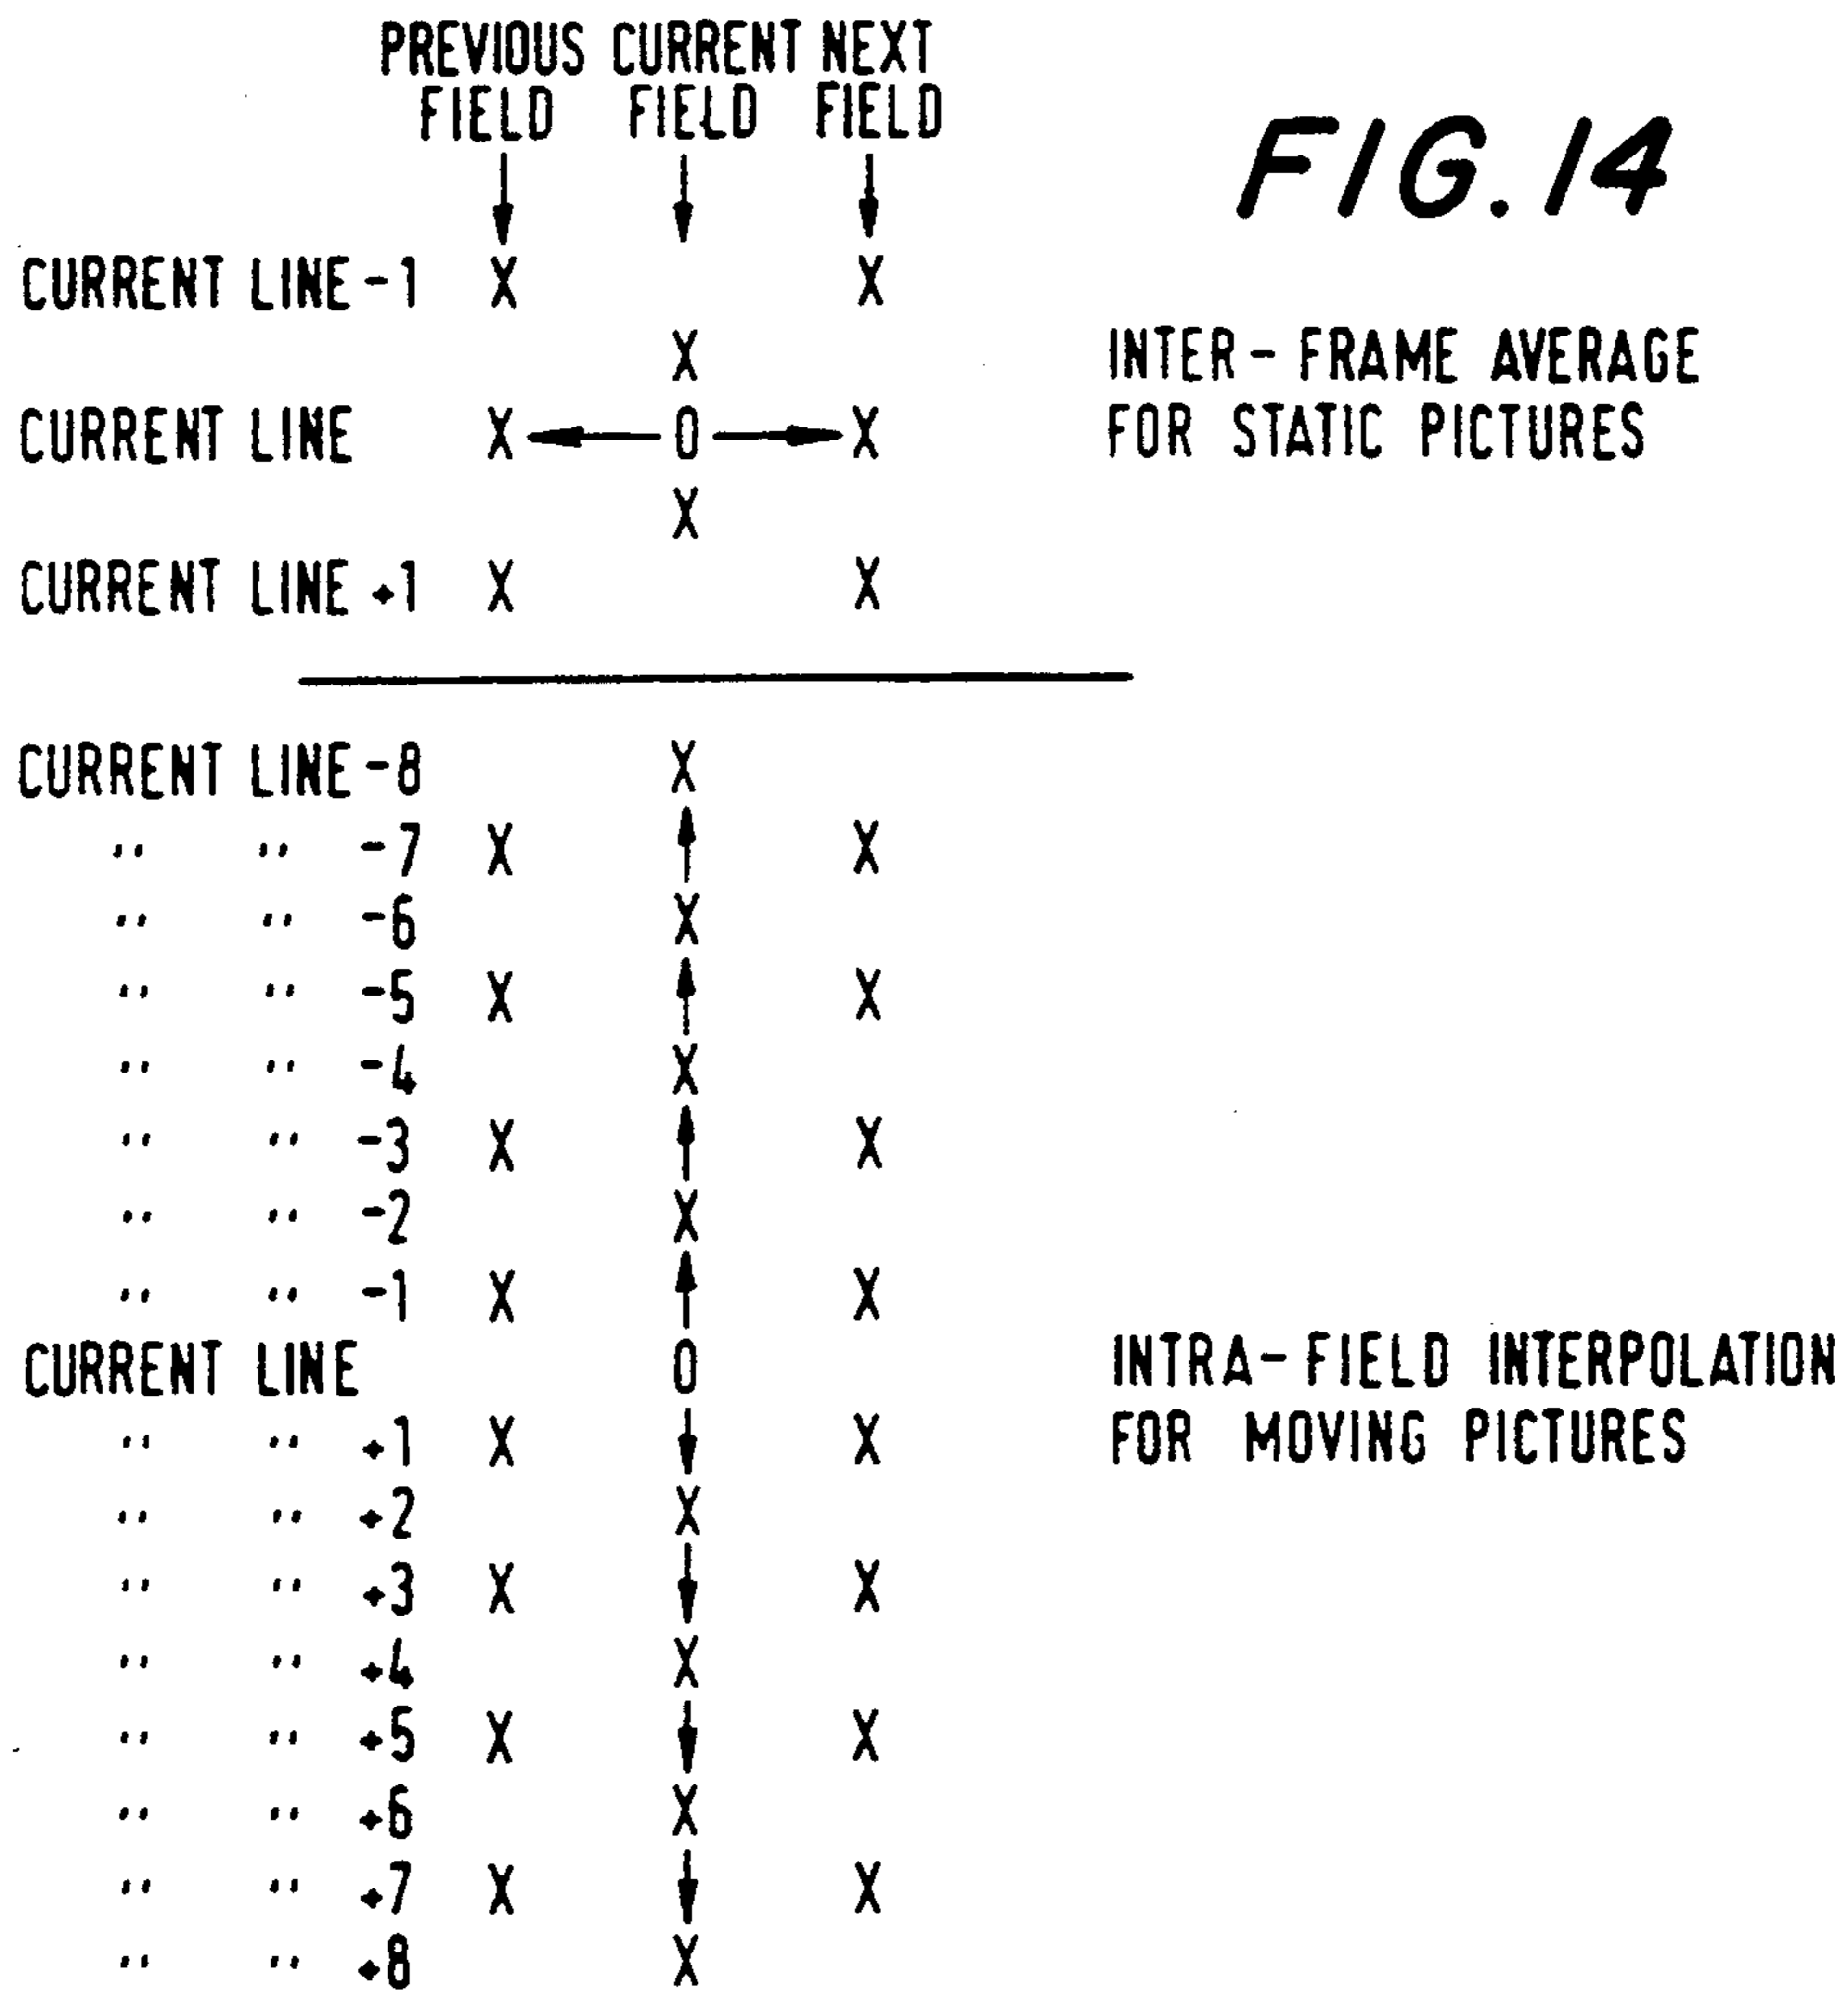 PREVIOUS CURRENT NEXT
FIELD FIELD FIELD
FIG. 14
CURRENT LINE -1 X X
X
INTER-FRAME AVERAGE
FOR STATIC PICTURES
CURRENT LINE X O X
X
CURRENT LINE +1 X X
CURRENT LINE -8 X
" " -7 X X
" " -6 X
" " -5 X X
" " -4 X
" " -3 X X
" " -2 X
" " -1 X X
CURRENT LINE O
INTRA-FIELD INTERPOLATION
FOR MOVING PICTURES
" " +1 X X
" " +2 X
" " +3 X X
" " +4 X
" " +5 X X
" " +6 X
" " +7 X X
" " +8 X